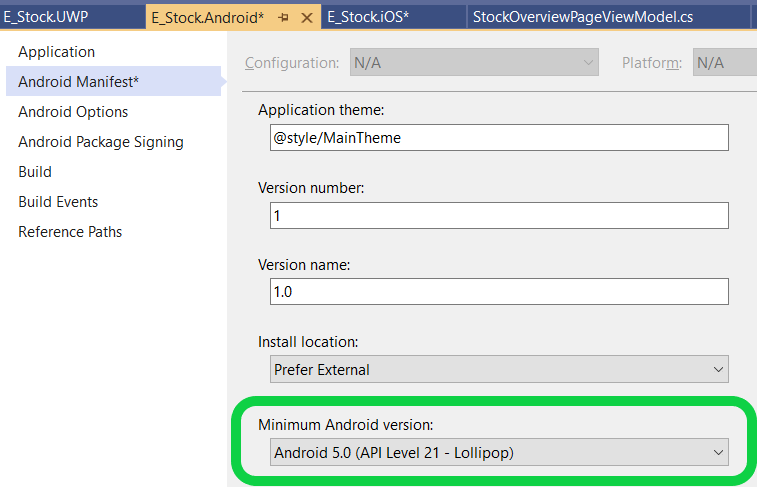 E_Stock.UWP E_Stock.Android* E_Stock.iOS* StockOverviewPageViewModel.cs
Application
Android Manifest*
Android Options
Android Package Signing
Build
Build Events
Reference Paths
Configuration: N/A Platform: N/A
Application theme:
@style/MainTheme
Version number:
1
Version name:
1.0
Install location:
Prefer External
Minimum Android version:
Android 5.0 (API Level 21 - Lollipop)